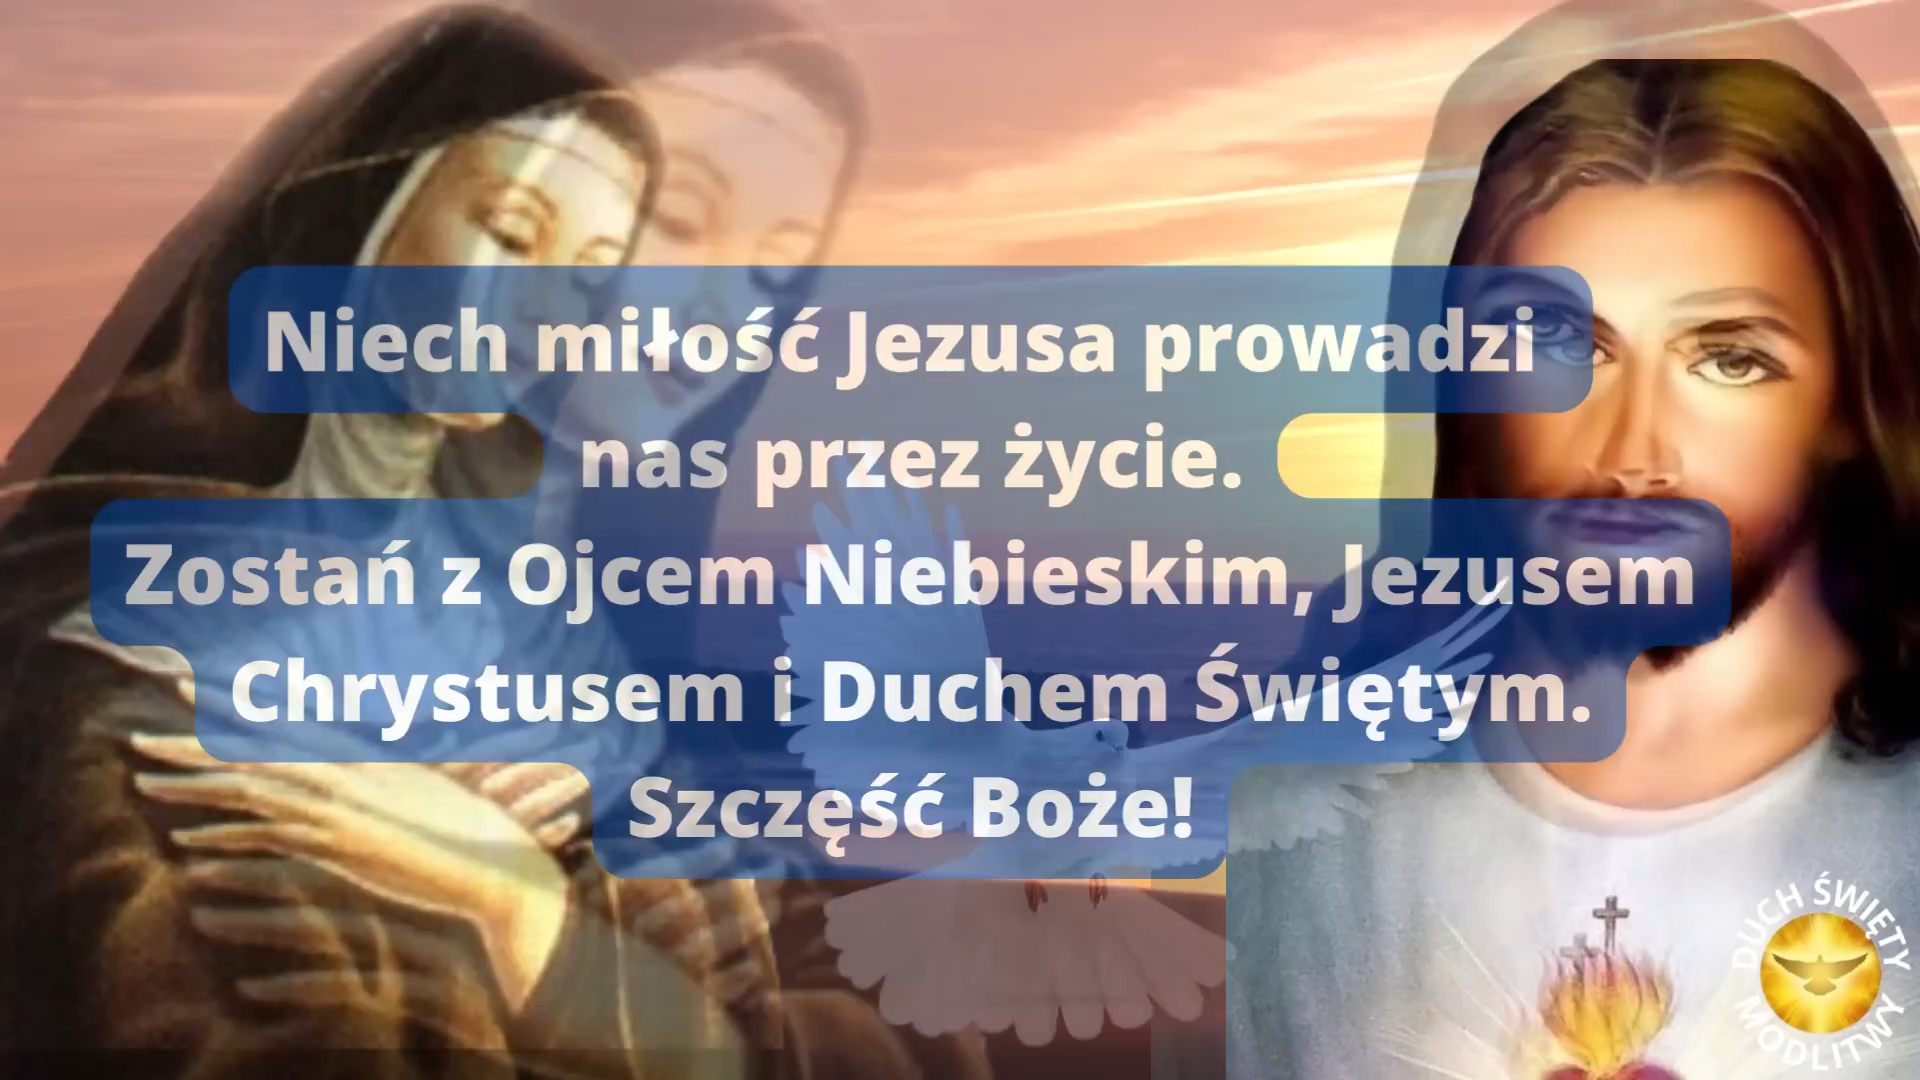 Niech miłość Jezusa prowadzi
nas przez życie.
Zostań z Ojcem Niebieskim, Jezusem
Chrystusem i Duchem Świętym.
Szczęść Boże!
DUCH ŚWIĘTY
MODLITWY